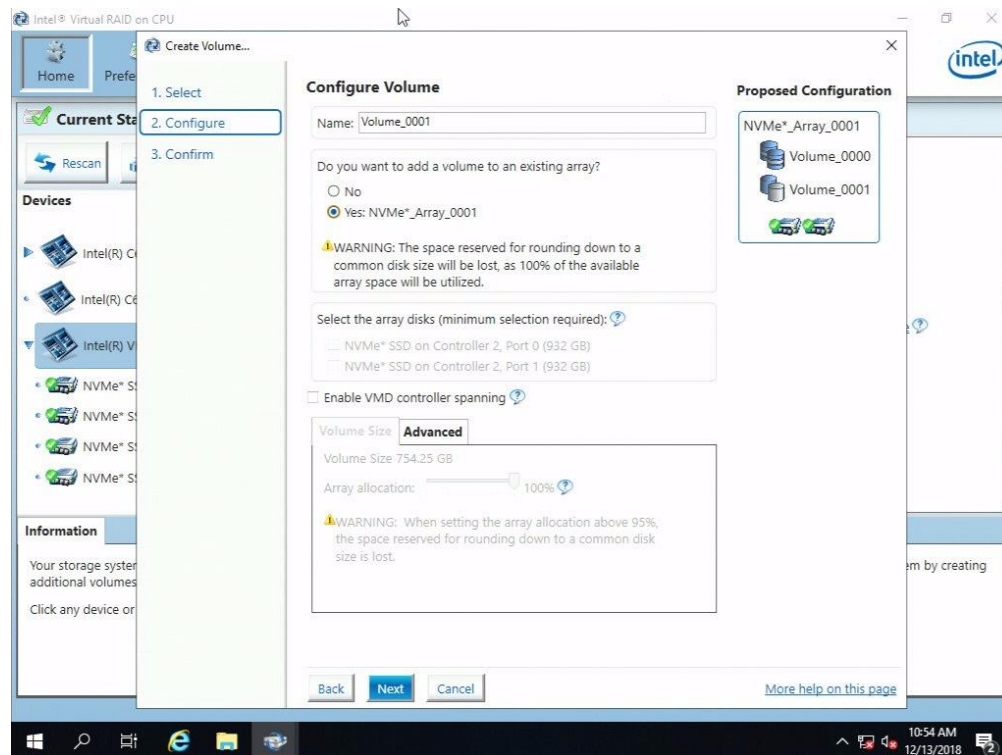 Intel® Virtual RAID on CPU
Home
Prefe
intel
Create Volume...
1. Select
2. Configure
3. Confirm
Configure Volume
Name: Volume_0001
Do you want to add a volume to an existing array?
No
Yes: NVMe*_Array_0001
WARNING: The space reserved for rounding down to a
common disk size will be lost, as 100% of the available
array space will be utilized.
Select the array disks (minimum selection required):
NVMe* SSD on Controller 2, Port 0 (932 GB)
NVMe* SSD on Controller 2, Port 1 (932 GB)
Enable VMD controller spanning
Volume Size Advanced
Volume Size 754.25 GB
Array allocation: 100%
WARNING: When setting the array allocation above 95%,
the space reserved for rounding down to a common disk
size is lost.
Back Next Cancel More help on this page
Proposed Configuration
NVMe*_Array_0001
Volume_0000
Volume_0001
Current Sta
Rescan
Devices
Intel(R) C
Intel(R) C6
Intel(R) V
NVMe* S
NVMe* S
NVMe* S
NVMe* S
Information
Your storage syster
em by creating
additional volumes
Click any device or
10:54 AM
12/13/2018
2